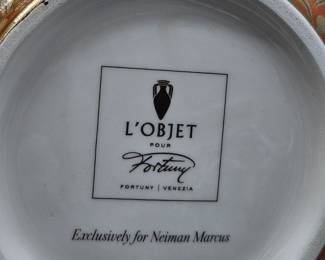 L'OBJET
POUR
Fortuny
FORTUNY | VENEZIA
Exclusively for Neiman Marcus